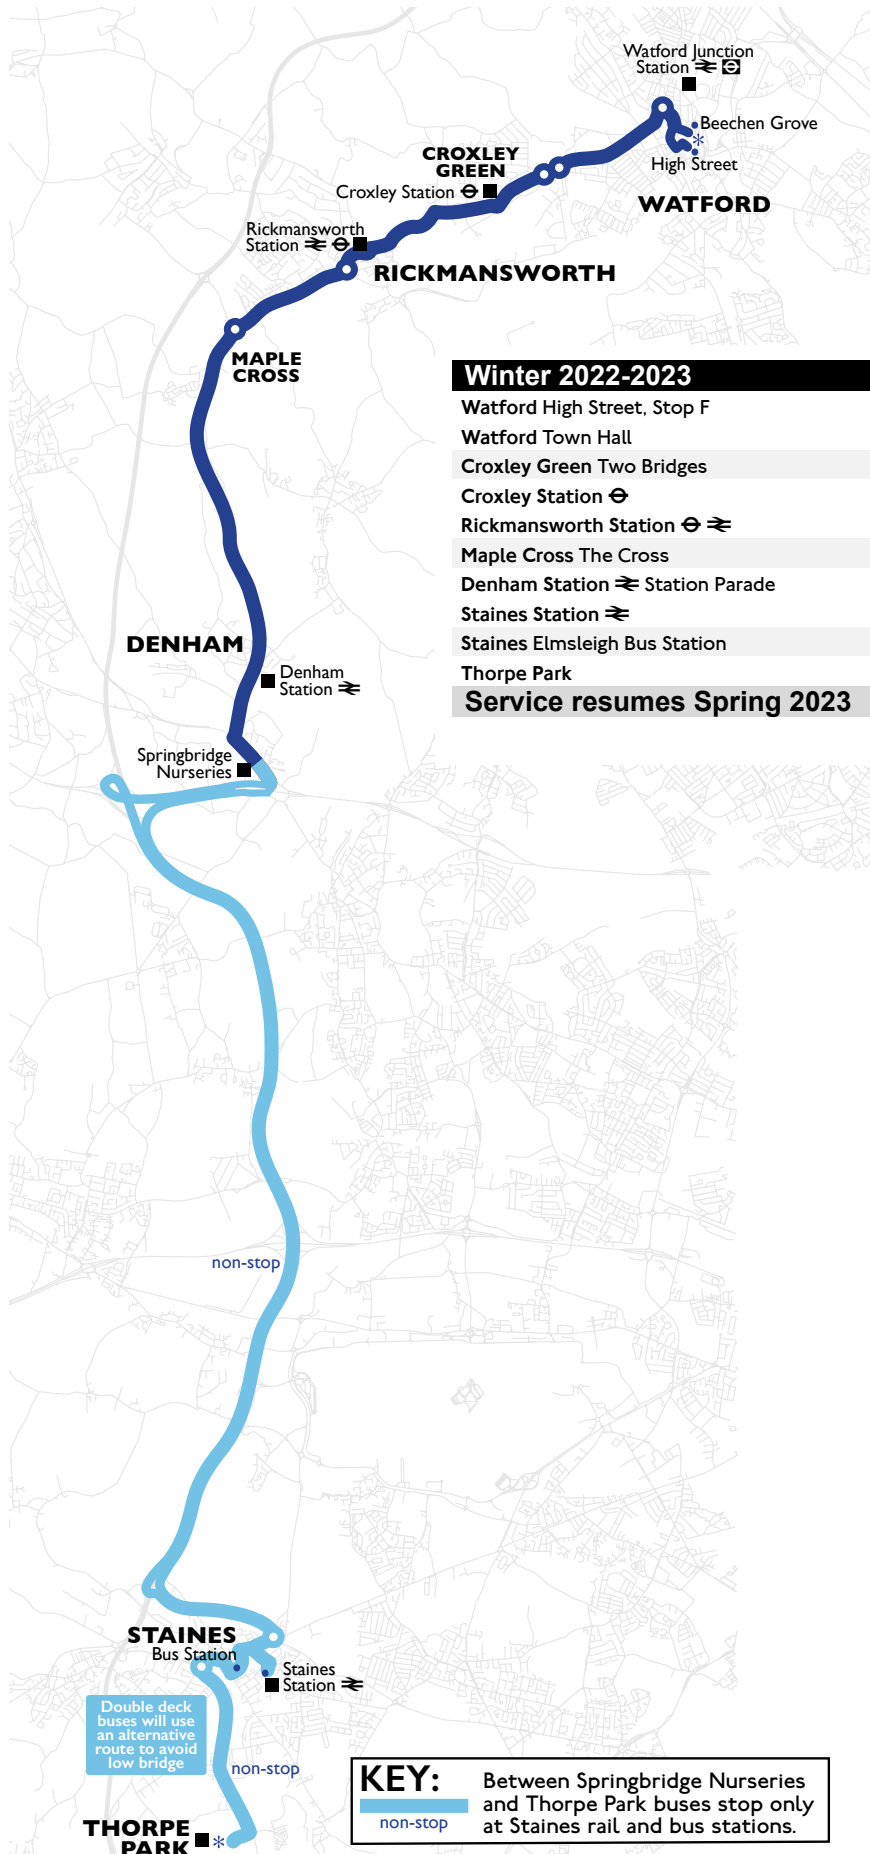 Watford Junction
Station
Beechen Grove
High Street
WATFORD
CROXLEY
GREEN
Croxley Station
Rickmansworth
Station
RICKMANSWORTH
MAPLE
CROSS
Winter 2022-2023
Watford High Street, Stop F
Watford Town Hall
Croxley Green Two Bridges
Croxley Station
Rickmansworth Station
Maple Cross The Cross
Denham Station Station Parade
Staines Station
Staines Elmsleigh Bus Station
Thorpe Park
Service resumes Spring 2023
DENHAM
Denham
Station
Springbridge
Nurseries
non-stop
STAINES
Bus Station
Staines
Station
Double deck
buses will use
an alternative
route to avoid
low bridge
non-stop
THORPE
PARK
KEY:
non-stop
Between Springbridge Nurseries
and Thorpe Park buses stop only
at Staines rail and bus stations.